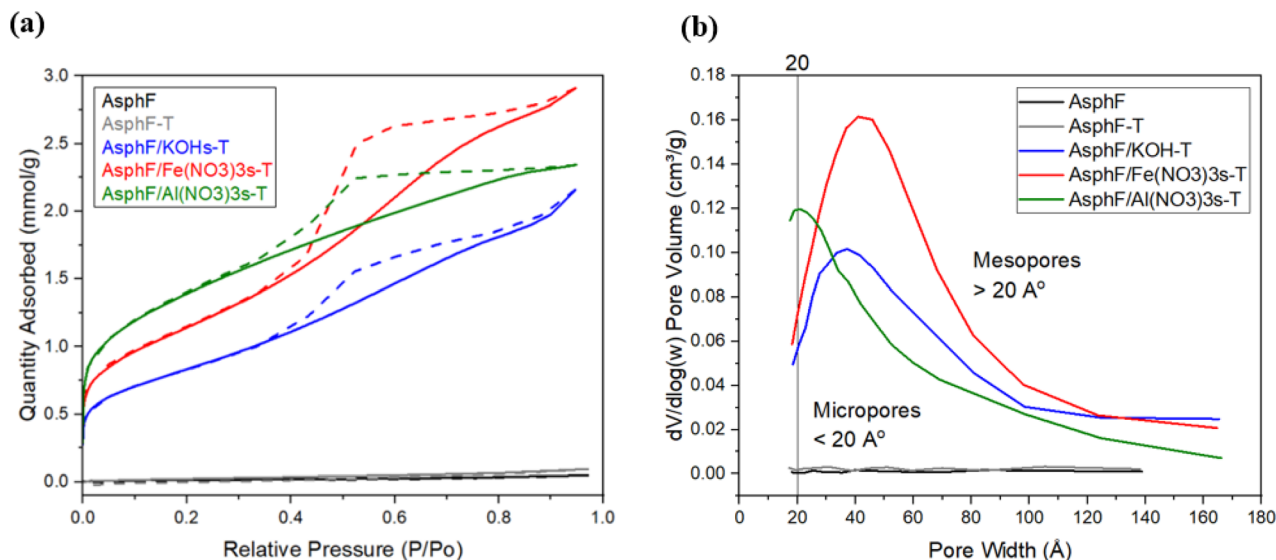 (a)
3.0
2.5
2.0
1.5
1.0
0.5
0.0
Quantity Adsorbed (mmol/g)
AsphF
AsphF-T
AsphF/KOHs-T
AsphF/Fe(NO3)3s-T
AsphF/Al(NO3)3s-T
0.0 0.2 0.4 0.6 0.8 1.0
Relative Pressure (P/Po)
(b)
20
0.18
0.16
0.14
0.12
0.10
0.08
0.06
0.04
0.02
0.00
dV/dlog(w) Pore Volume (cm³/g)
AsphF
AsphF-T
AsphF/KOH-T
AsphF/Fe(NO3)3s-T
AsphF/Al(NO3)3s-T
Mesopores
> 20 Aº
Micropores
< 20 Aº
0 20 40 60 80 100 120 140 160 180
Pore Width (Å)